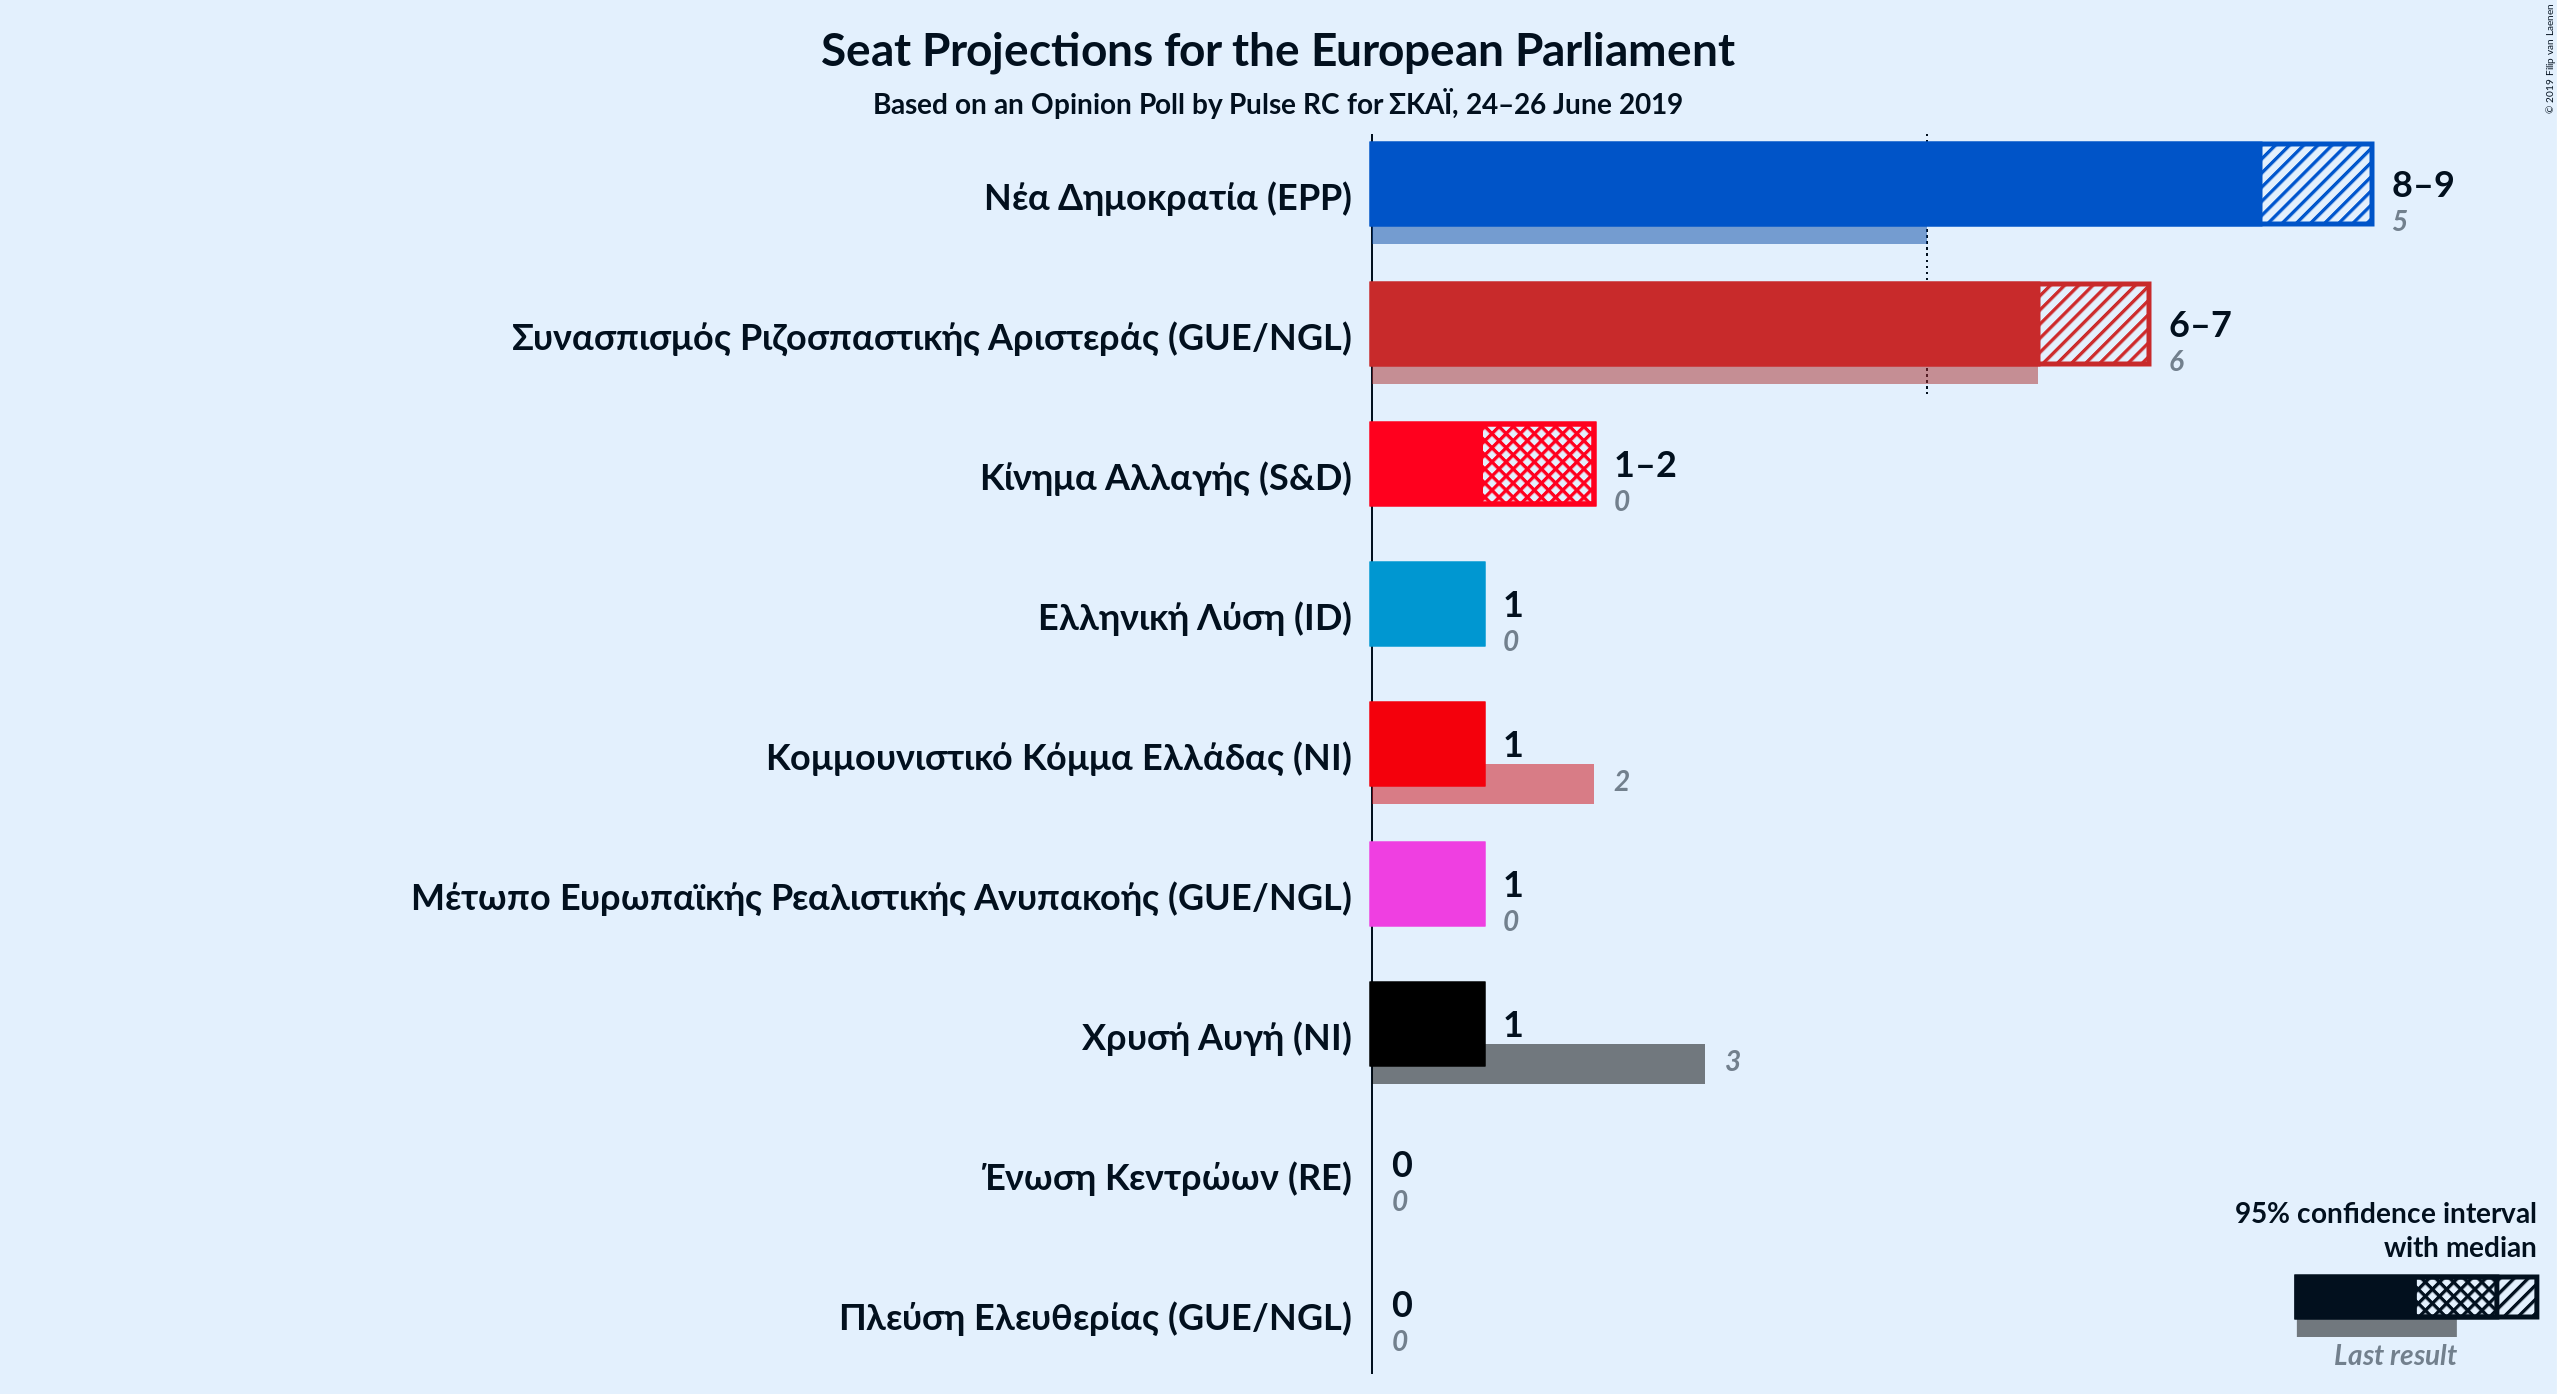 Seat Projections for the European Parliament
Based on an Opinion Poll by Pulse RC for ΣΚΑΪ, 24–26 June 2019
© 2019 Filip van Laenen
Νέα Δημοκρατία (EPP)
8–9
5
Συνασπισμός Ριζοσπαστικής Αριστεράς (GUE/NGL)
6–7
6
Κίνημα Αλλαγής (S&D)
1–2
0
Ελληνική Λύση (ID)
1
0
Κομμουνιστικό Κόμμα Ελλάδας (NI)
1
2
Μέτωπο Ευρωπαϊκής Ρεαλιστικής Ανυπακοής (GUE/NGL)
1
0
Χρυσή Αυγή (NI)
1
3
Ένωση Κεντρώων (RE)
0
0
Πλεύση Ελευθερίας (GUE/NGL)
0
0
95% confidence interval
with median
Last result